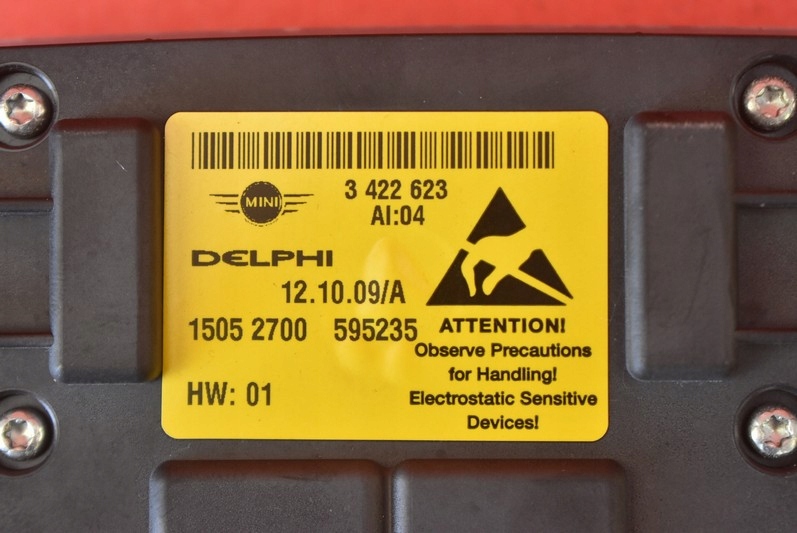 MINI
3 422 623
AI:04
DELPHI
12.10.09/A
1505 2700 595235
HW: 01
ATTENTION!
Observe Precautions
for Handling!
Electrostatic Sensitive
Devices!